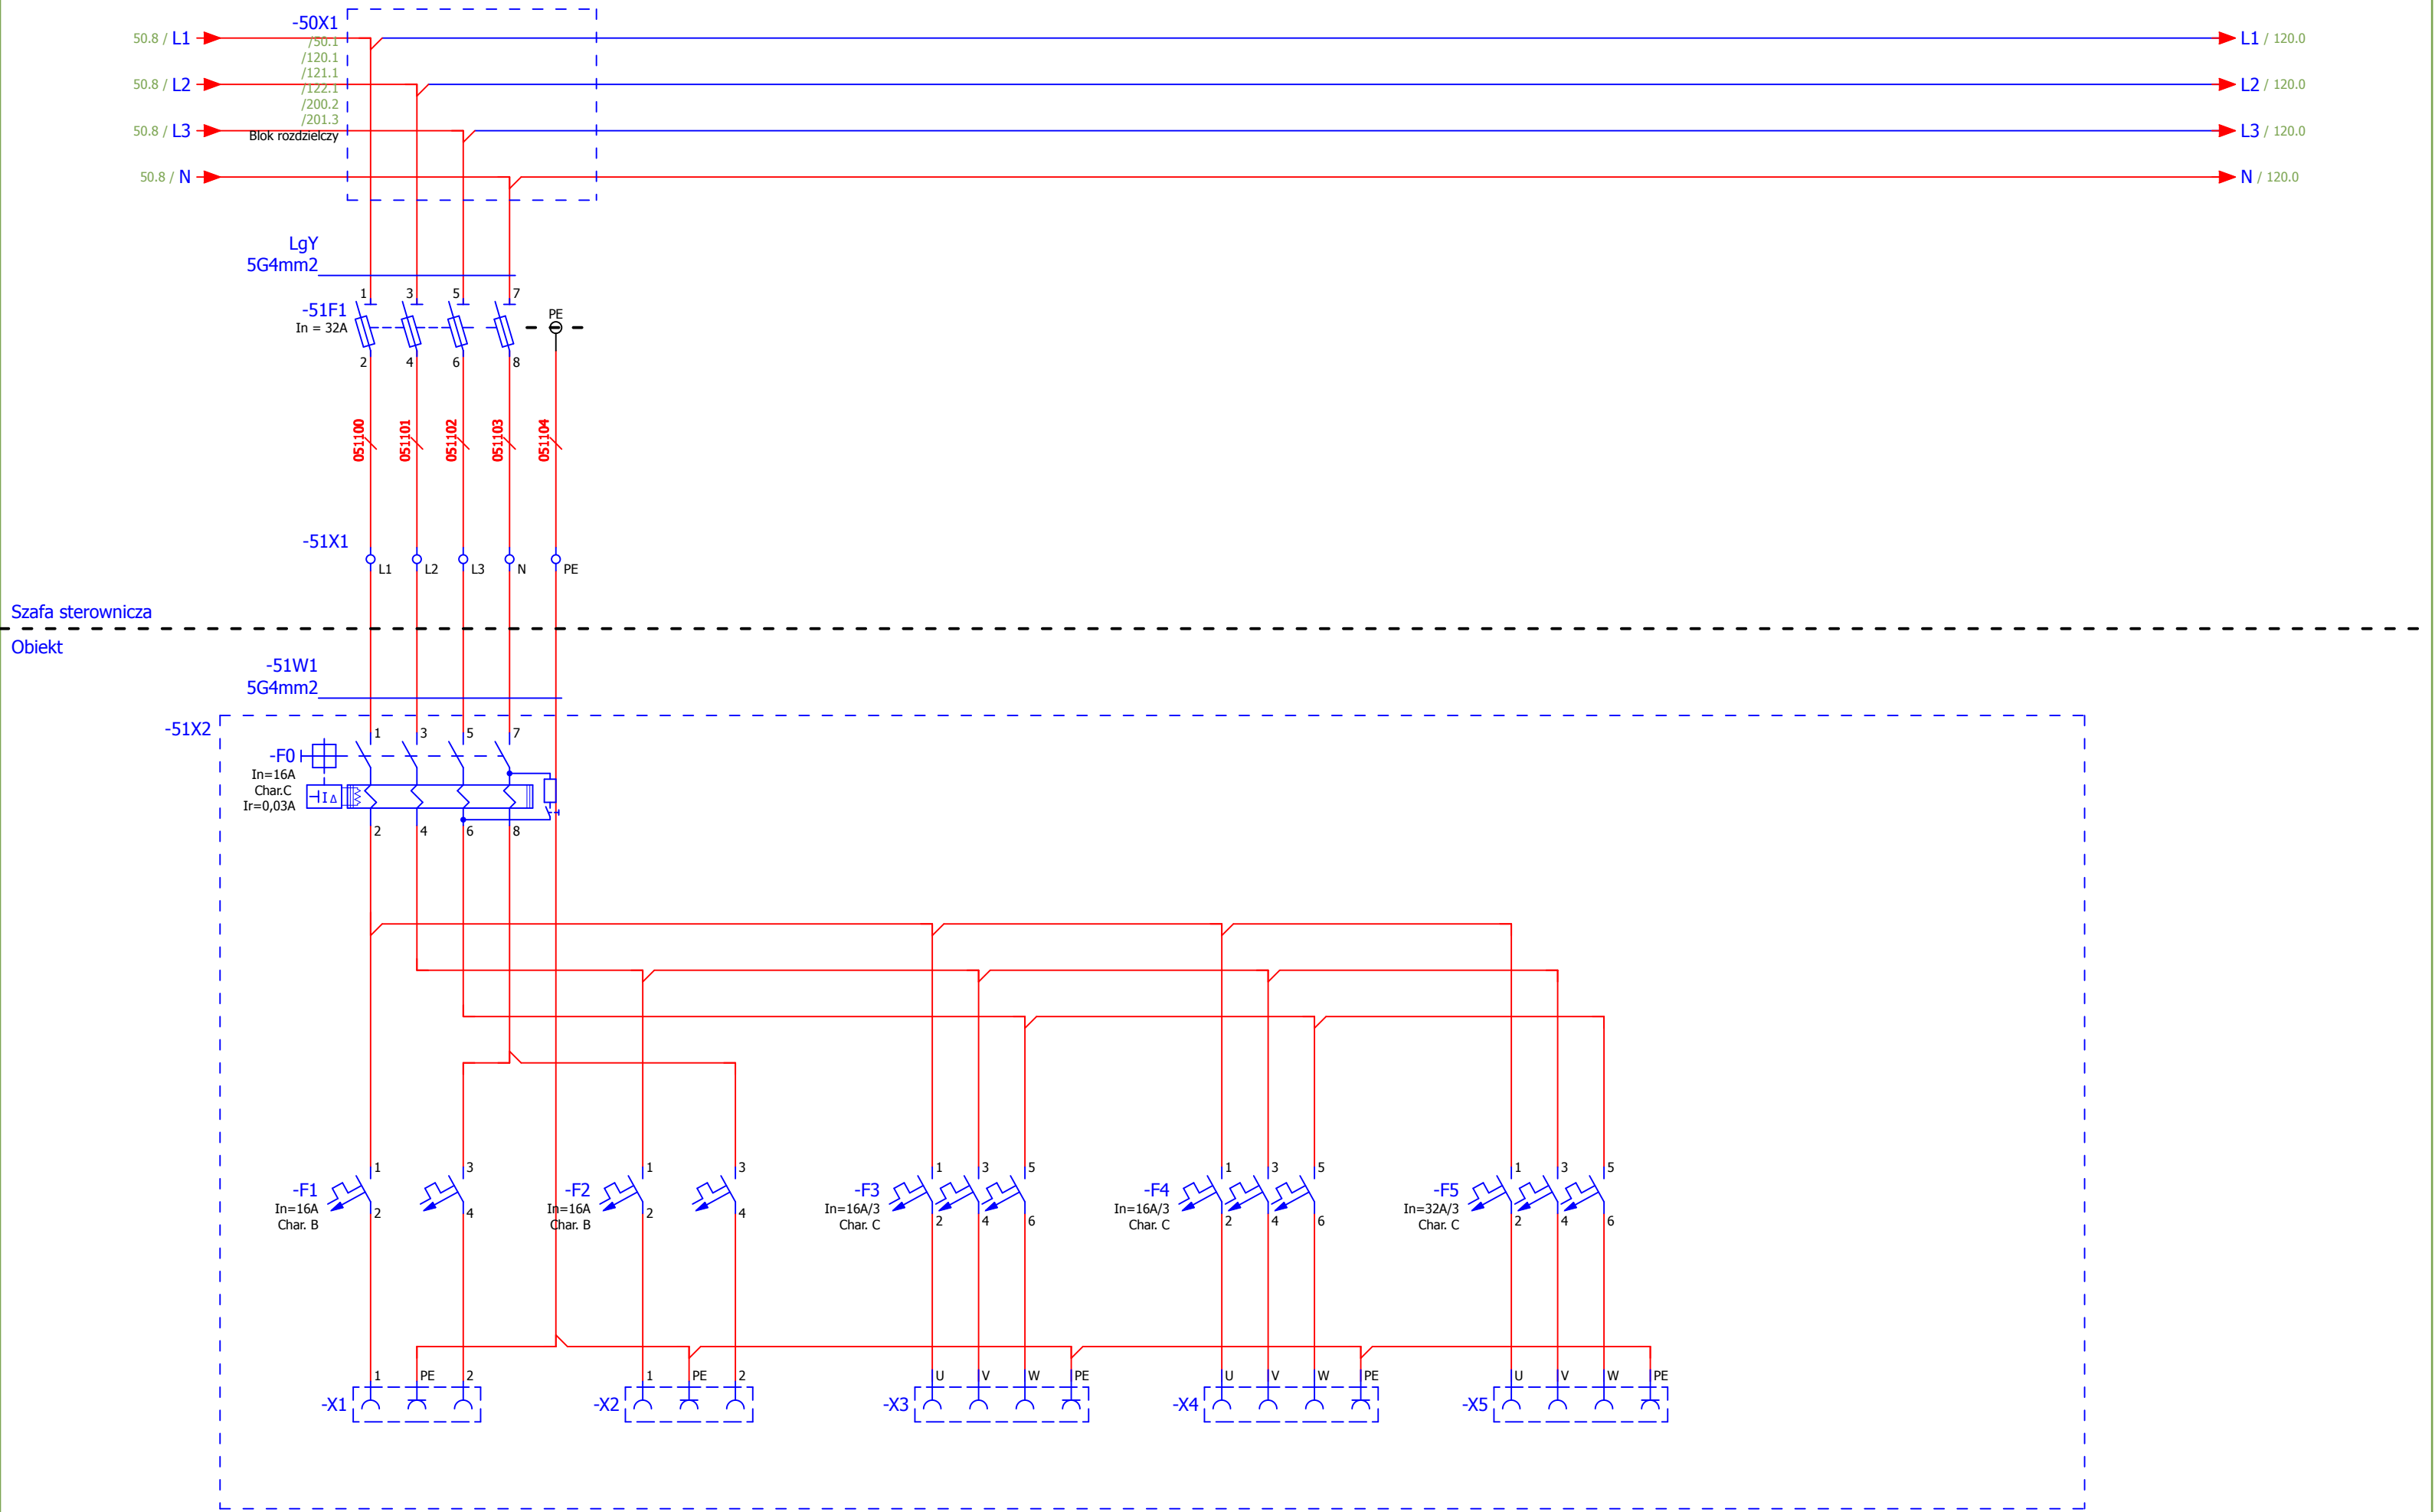 -50X1
/50.1
/120.1
/121.1
/122.1
/200.2
/201.3
Blok rozdzielczy
50.8 / L1
L1 / 120.0
50.8 / L2
L2 / 120.0
50.8 / L3
L3 / 120.0
50.8 / N
N / 120.0
LgY
5G4mm2
-51F1
In = 32A
1 3 5 7
PE
2 4 6 8
051100 051101 051102 051103 051104
-51X1
L1 L2 L3 N PE
Szafa sterownicza
Obiekt
-51W1
5G4mm2
-51X2
1 3 5 7
-F0
In=16A
Char.C
Ir=0,03A
I Δ
2 4 6 8
1 3 1 3 1 3 5 1 3 5 1 3 5
-F1
In=16A
Char. B
-F2
In=16A
Char. B
-F3
In=16A/3
Char. C
-F4
In=16A/3
Char. C
-F5
In=32A/3
Char. C
2 4 2 4 2 4 6 2 4 6 2 4 6
1 PE 2 1 PE 2 U V W PE U V W PE U V W PE
-X1 -X2 -X3 -X4 -X5